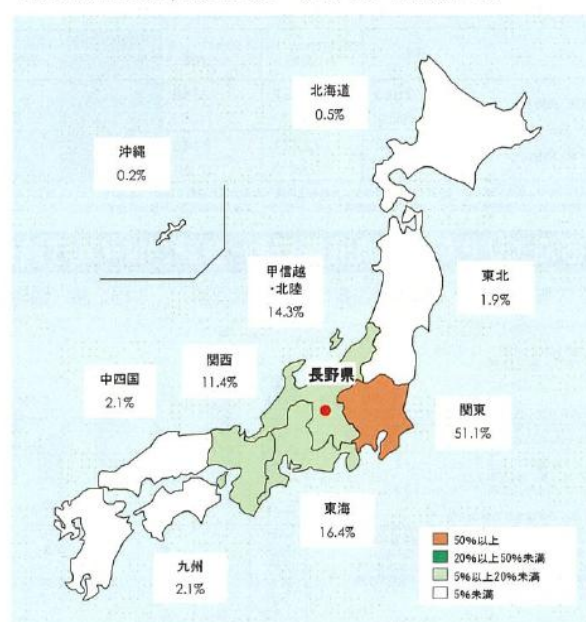 北海道
0.5%
沖縄
0.2%
甲信越
・北陸
14.3%
東北
1.9%
関西
11.4%
長野県
中四国
2.1%
関東
51.1%
東海
16.4%
九州
2.1%
50%以上
20%以上50%未満
5%以上20%未満
5%未満